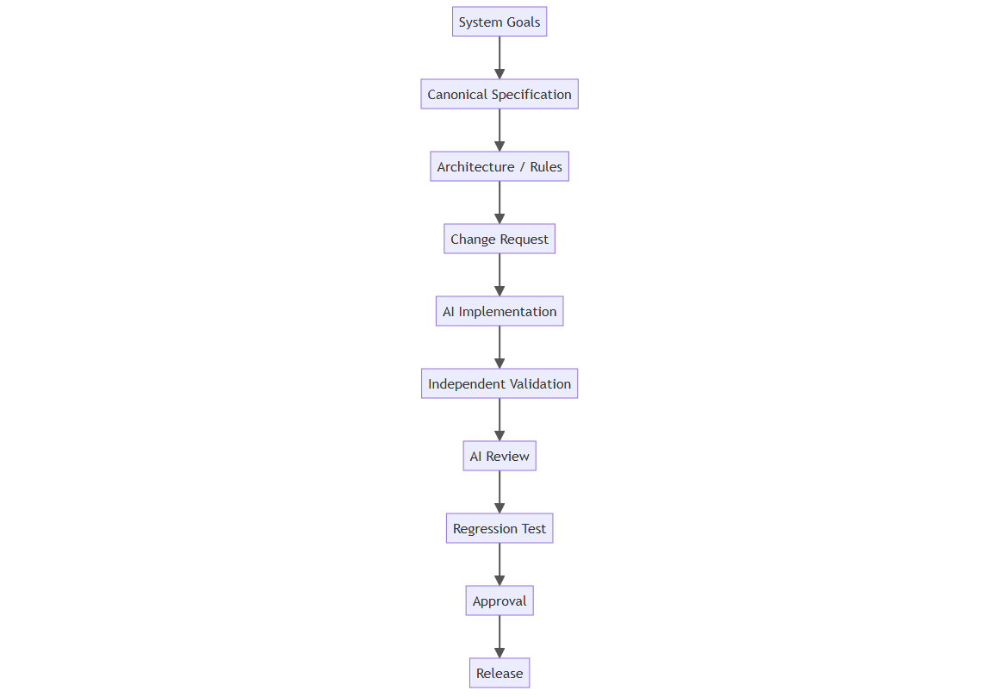 System Goals
Canonical Specification
Architecture / Rules
Change Request
AI Implementation
Independent Validation
AI Review
Regression Test
Approval
Release